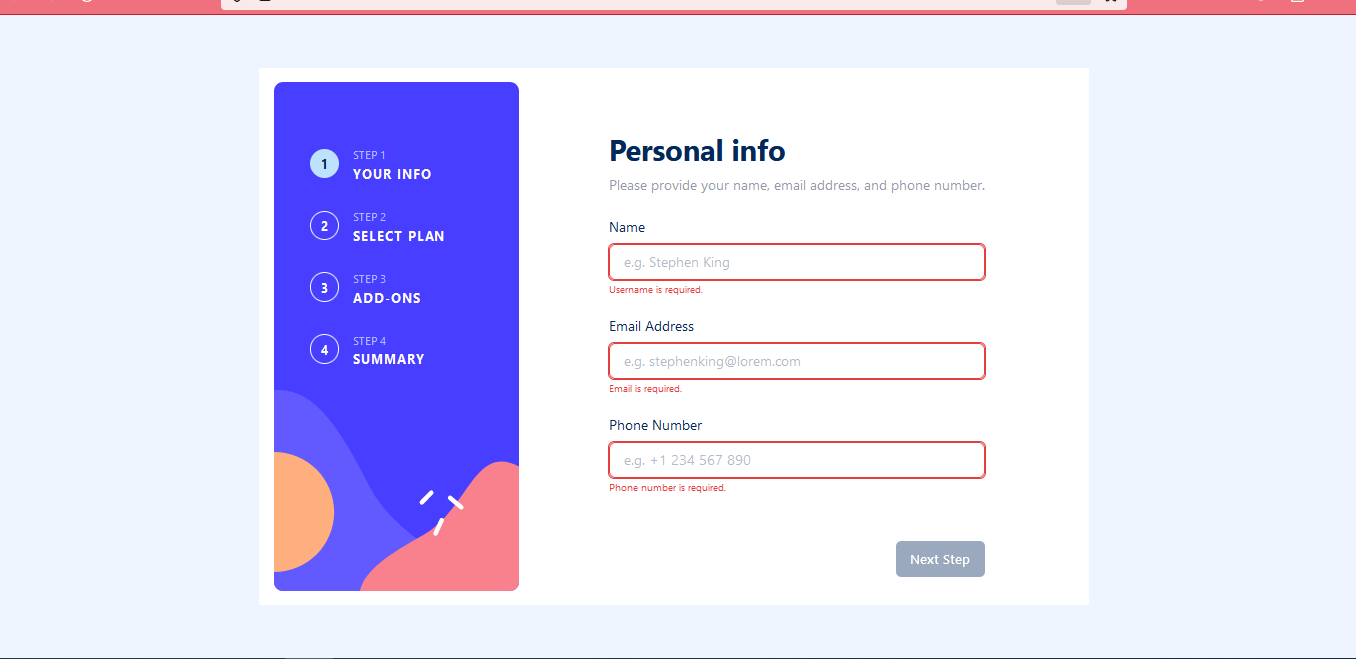 1
STEP 1
YOUR INFO
2
STEP 2
SELECT PLAN
3
STEP 3
ADD-ONS
4
STEP 4
SUMMARY
Personal info
Please provide your name, email address, and phone number.
Name
e.g. Stephen King
Username is required.
Email Address
e.g. stephenking@lorem.com
Email is required.
Phone Number
e.g. +1 234 567 890
Phone number is required.
Next Step